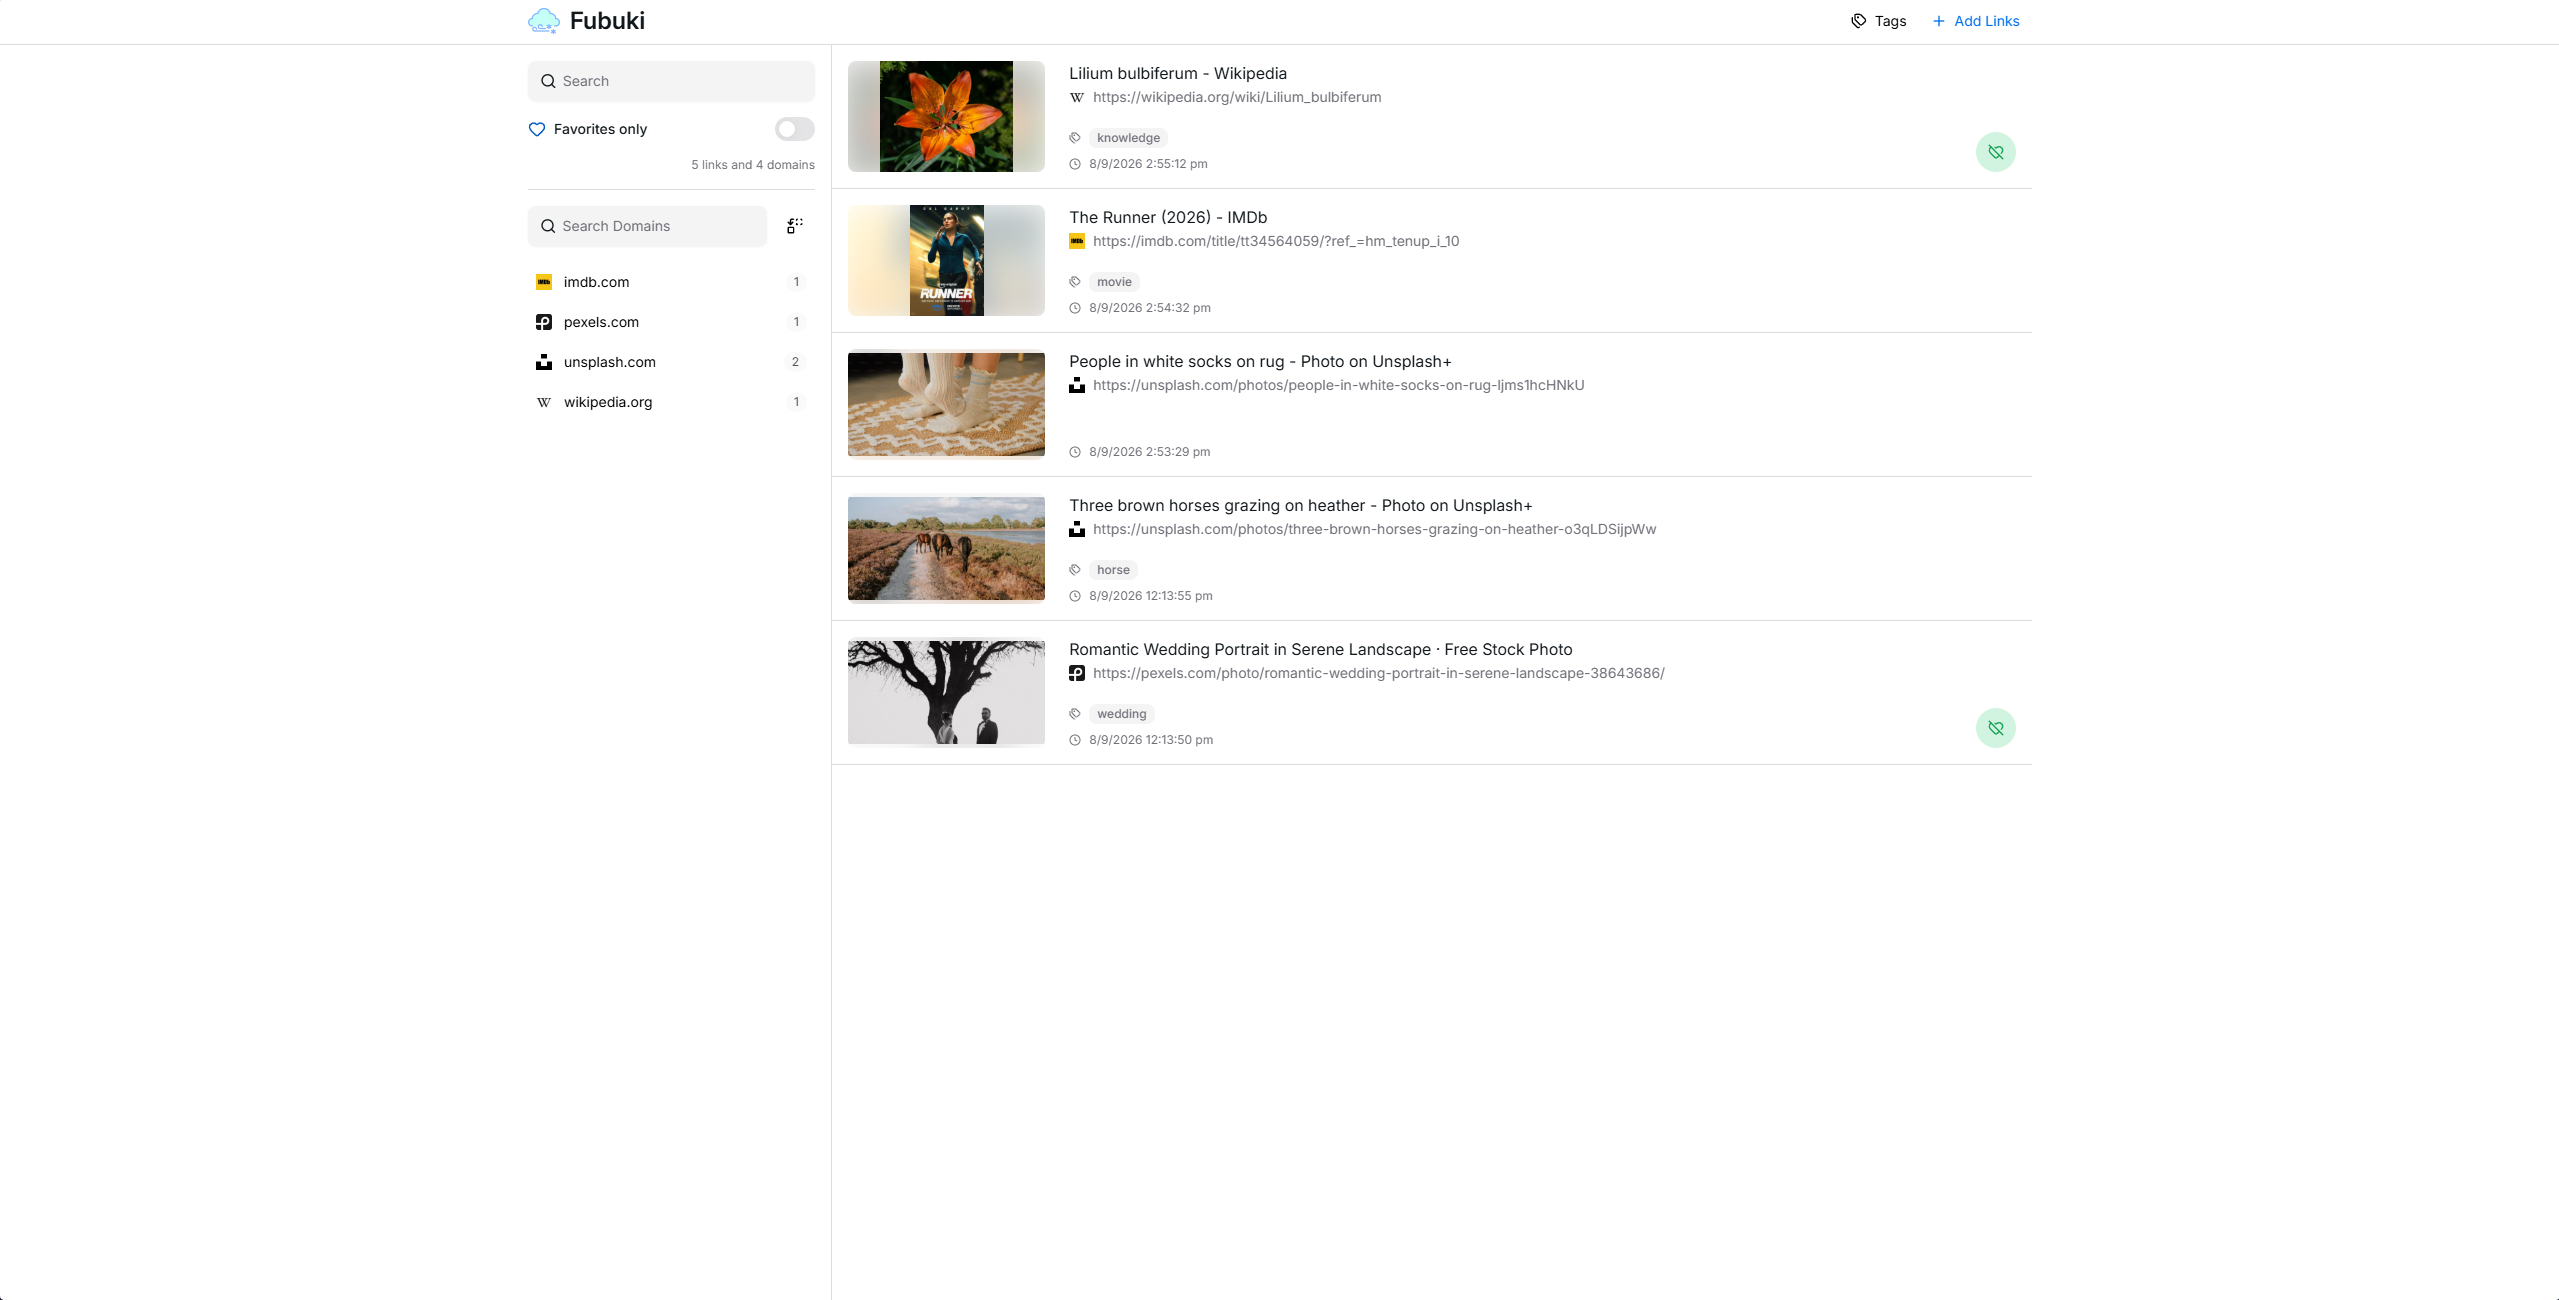 Fubuki
Tags
Add Links
Search
Favorites only
5 links and 4 domains
Search Domains
imdb.com 1
pexels.com 1
unsplash.com 2
wikipedia.org 1
Lilium bulbiferum - Wikipedia
https://wikipedia.org/wiki/Lilium_bulbiferum
knowledge
8/9/2026 2:55:12 pm
RUNNER
The Runner (2026) - IMDb
https://imdb.com/title/tt34564059/?ref_=hm_tenup_i_10
movie
8/9/2026 2:54:32 pm
People in white socks on rug - Photo on Unsplash+
https://unsplash.com/photos/people-in-white-socks-on-rug-Ijms1hcHNkU
8/9/2026 2:53:29 pm
Three brown horses grazing on heather - Photo on Unsplash+
https://unsplash.com/photos/three-brown-horses-grazing-on-heather-o3qLDSijpWw
horse
8/9/2026 12:13:55 pm
Romantic Wedding Portrait in Serene Landscape · Free Stock Photo
https://pexels.com/photo/romantic-wedding-portrait-in-serene-landscape-38643686/
wedding
8/9/2026 12:13:50 pm